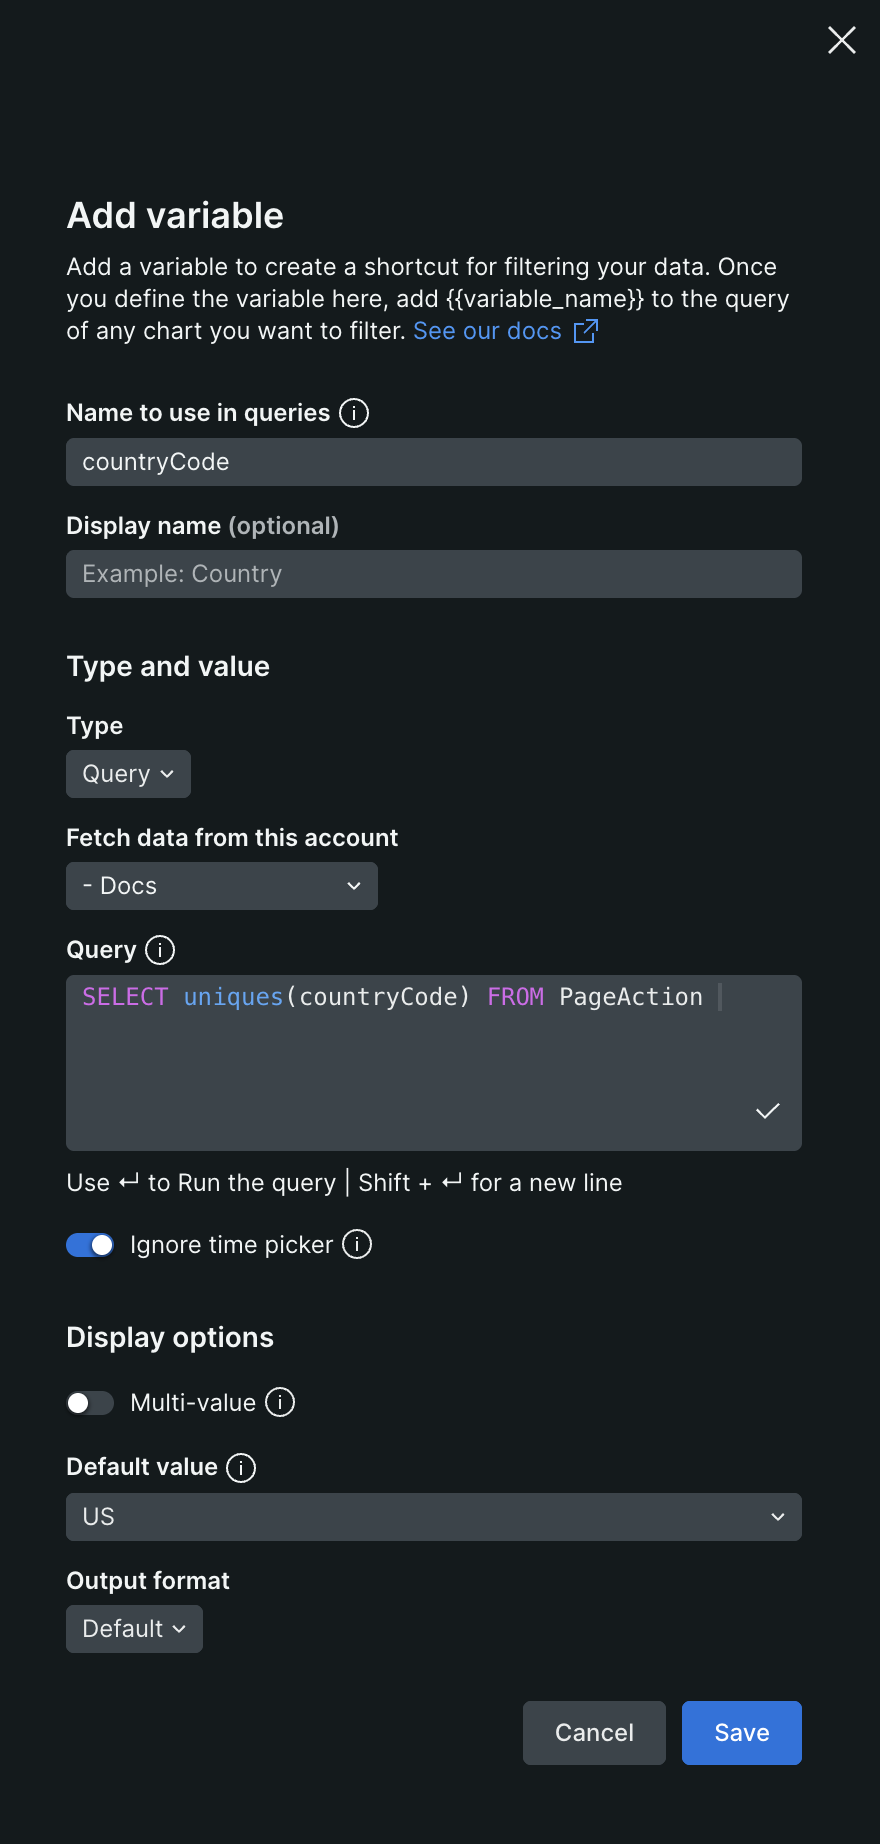 Add variable
Add a variable to create a shortcut for filtering your data. Once
you define the variable here, add {{variable_name}} to the query
of any chart you want to filter. See our docs
Name to use in queries
countryCode
Display name (optional)
Example: Country
Type and value
Type
Query
Fetch data from this account
- Docs
Query
SELECT uniques(countryCode) FROM PageAction
Use ↵ to Run the query | Shift + ↵ for a new line
Ignore time picker
Display options
Multi-value
Default value
US
Output format
Default
Cancel Save